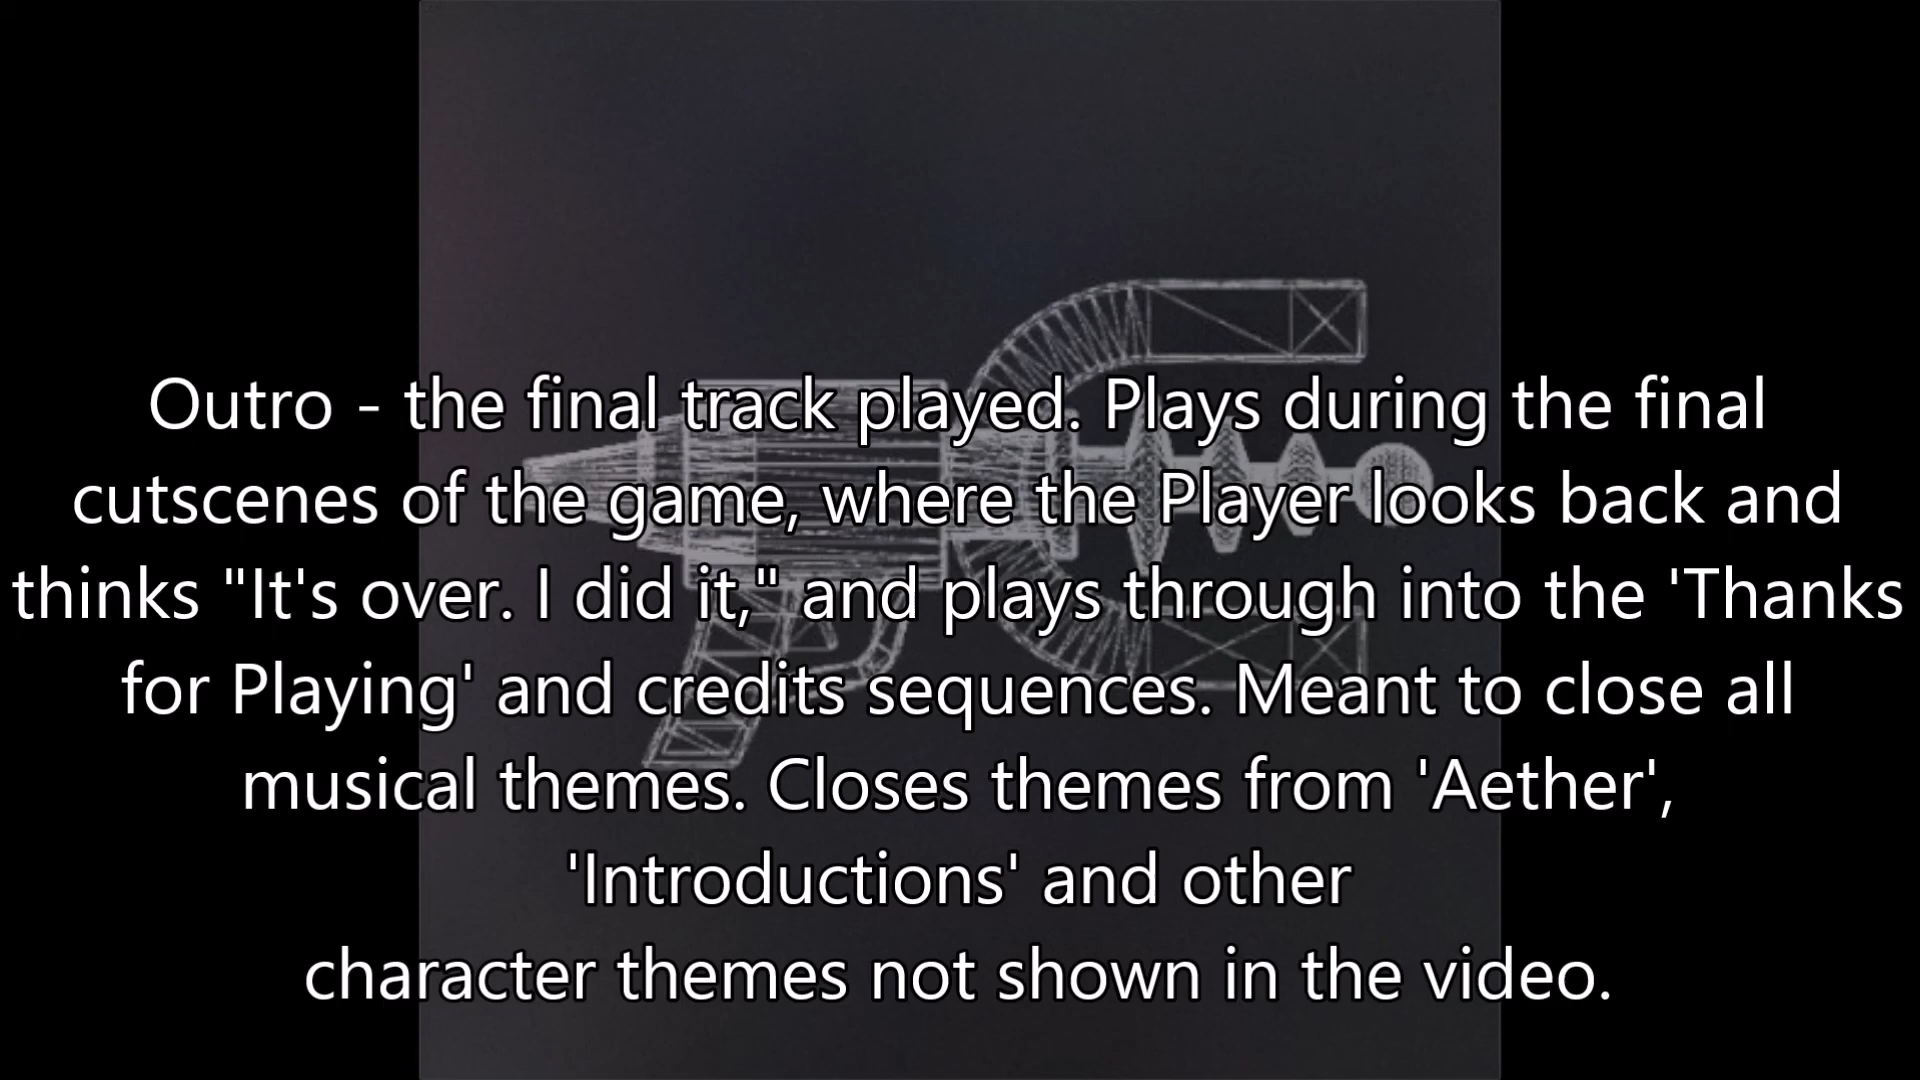 Outro - the final track played. Plays during the final
cutscenes of the game, where the Player looks back and
thinks "It's over. I did it," and plays through into the 'Thanks
for Playing' and credits sequences. Meant to close all
musical themes. Closes themes from 'Aether',
'Introductions' and other
character themes not shown in the video.